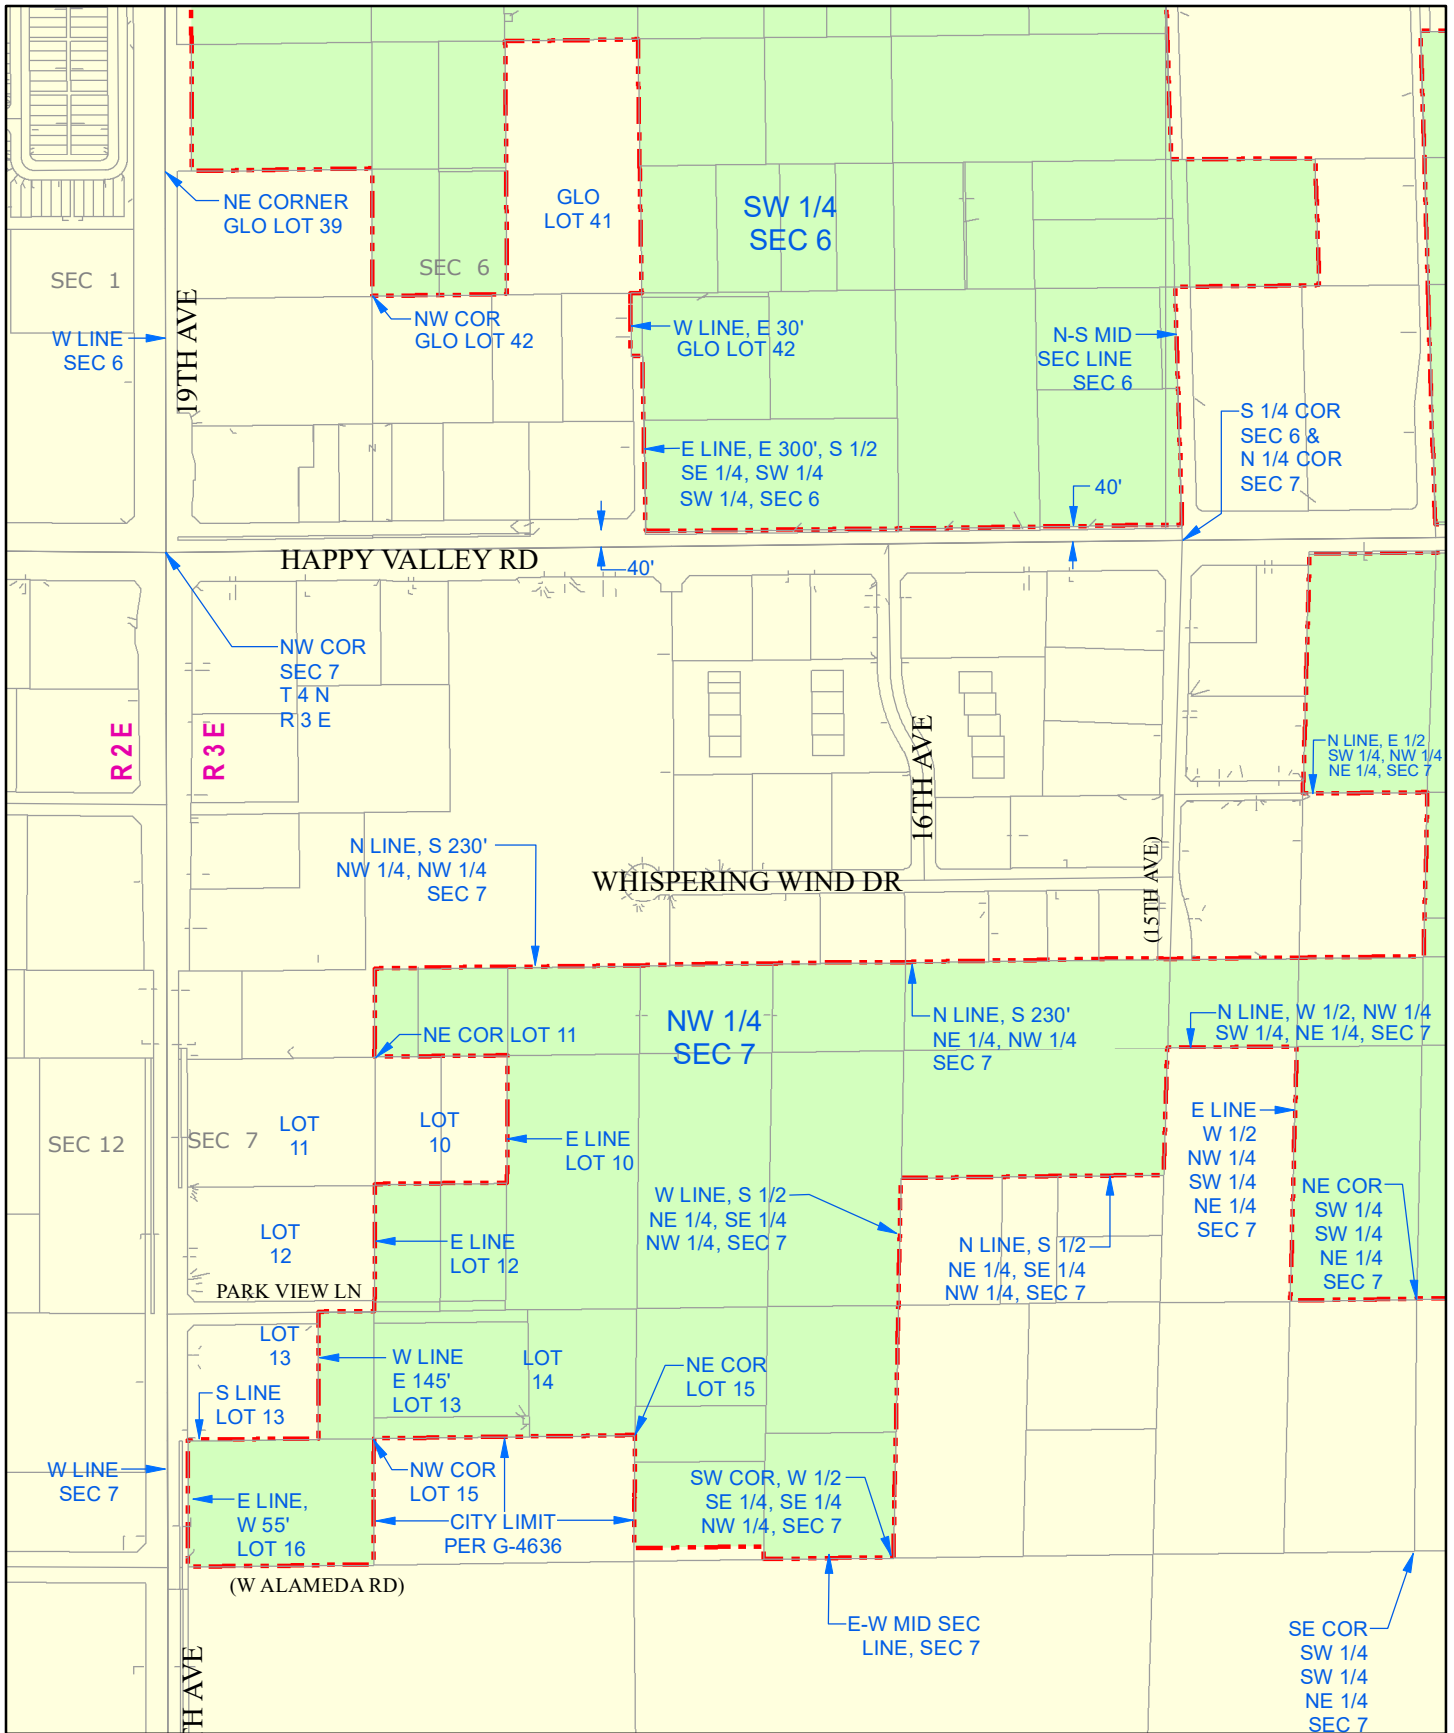 NE CORNER
GLO LOT 39
GLO
LOT 41
SW 1/4
SEC 6
SEC 1
SEC 6
W LINE
SEC 6
19TH AVE
NW COR
GLO LOT 42
W LINE, E 30'
GLO LOT 42
N-S MID
SEC LINE
SEC 6
S 1/4 COR
SEC 6 &
N 1/4 COR
SEC 7
E LINE, E 300', S 1/2
SE 1/4, SW 1/4
SW 1/4, SEC 6
40'
HAPPY VALLEY RD
40'
NW COR
SEC 7
T 4 N
R 3 E
R 2 E
R 3 E
16TH AVE
N LINE, E 1/2
SW 1/4, NW 1/4
NE 1/4, SEC 7
N LINE, S 230'
NW 1/4, NW 1/4
SEC 7
WHISPERING WIND DR
(15TH AVE)
NE COR LOT 11
NW 1/4
SEC 7
N LINE, S 230'
NE 1/4, NW 1/4
SEC 7
N LINE, W 1/2, NW 1/4
SW 1/4, NE 1/4, SEC 7
SEC 12
SEC 7
LOT
11
LOT
10
E LINE
LOT 10
E LINE
W 1/2
NW 1/4
SW 1/4
NE 1/4
SEC 7
NE COR
SW 1/4
SW 1/4
NE 1/4
SEC 7
W LINE, S 1/2
NE 1/4, SE 1/4
NW 1/4, SEC 7
LOT
12
E LINE
LOT 12
N LINE, S 1/2
NE 1/4, SE 1/4
NW 1/4, SEC 7
PARK VIEW LN
LOT
13
W LINE
E 145'
LOT 13
LOT
14
NE COR
LOT 15
S LINE
LOT 13
W LINE
SEC 7
NW COR
LOT 15
SW COR, W 1/2
SE 1/4, SE 1/4
NW 1/4, SEC 7
E LINE,
W 55'
LOT 16
CITY LIMIT
PER G-4636
(W ALAMEDA RD)
E-W MID SEC
LINE, SEC 7
SE COR
SW 1/4
SW 1/4
NE 1/4
SEC 7
TH AVE